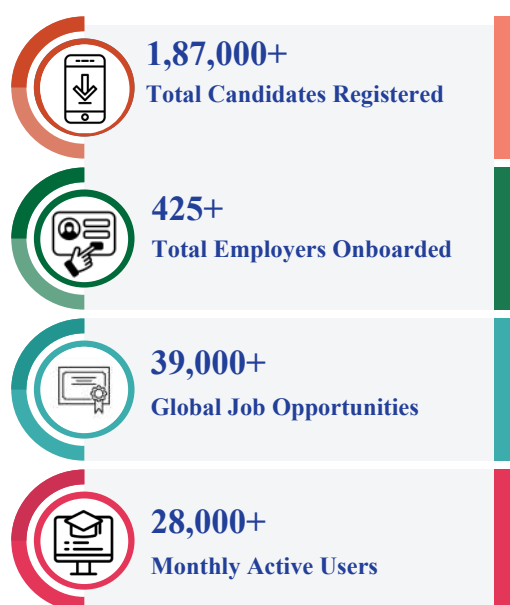 1,87,000+
Total Candidates Registered
425+
Total Employers Onboarded
39,000+
Global Job Opportunities
28,000+
Monthly Active Users